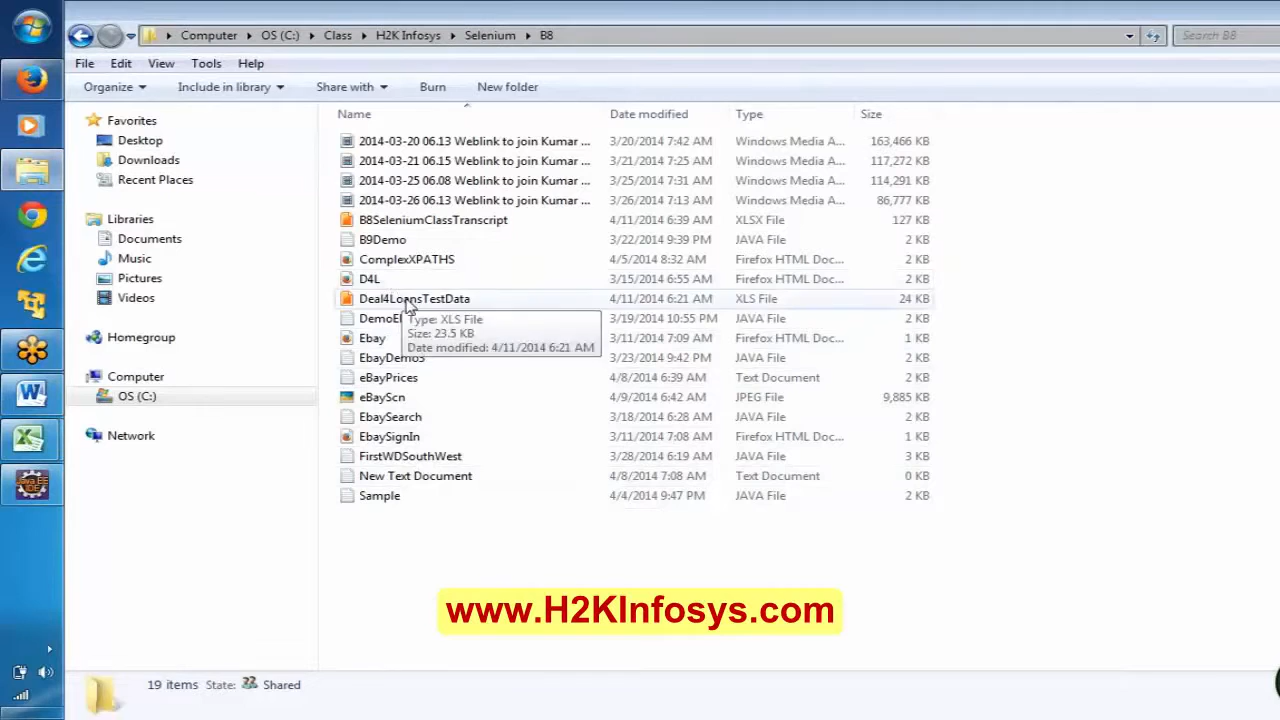 Computer OS (C:) Class H2K Infosys Selenium B8 Search B8
File Edit View Tools Help
Organize Include in library Share with Burn New folder
Name Date modified Type Size
Favorites
Desktop
Downloads
Recent Places
Libraries
Documents
Music
Pictures
Videos
Homegroup
Computer
OS (C:)
Network
2014-03-20 06.13 Weblink to join Kumar ... 3/20/2014 7:42 AM Windows Media A... 163,466 KB
2014-03-21 06.15 Weblink to join Kumar ... 3/21/2014 7:25 AM Windows Media A... 117,272 KB
2014-03-25 06.08 Weblink to join Kumar ... 3/25/2014 7:31 AM Windows Media A... 114,291 KB
2014-03-26 06.13 Weblink to join Kumar ... 3/26/2014 7:13 AM Windows Media A... 86,777 KB
B8SeleniumClassTranscript 4/11/2014 6:39 AM XLSX File 127 KB
B9Demo 3/22/2014 9:39 PM JAVA File 2 KB
ComplexXPATHS 4/5/2014 8:32 AM Firefox HTML Doc... 2 KB
D4L 3/15/2014 6:55 AM Firefox HTML Doc... 2 KB
Deal4LoansTestData 4/11/2014 6:21 AM XLS File 24 KB
3/19/2014 10:55 PM JAVA File 2 KB
Ebay 3/11/2014 7:09 AM Firefox HTML Doc... 1 KB
3/23/2014 9:42 PM JAVA File 2 KB
eBayPrices 4/8/2014 6:39 AM Text Document 2 KB
eBayScn 4/9/2014 6:42 AM JPEG File 9,885 KB
EbaySearch 3/18/2014 6:28 AM JAVA File 2 KB
EbaySignIn 3/11/2014 7:08 AM Firefox HTML Doc... 1 KB
FirstWDSouthWest 3/28/2014 6:19 AM JAVA File 3 KB
New Text Document 4/8/2014 7:08 AM Text Document 0 KB
Sample 4/4/2014 9:47 PM JAVA File 2 KB
Type: XLS File
Size: 23.5 KB
Date modified: 4/11/2014 6:21 AM
www.H2KInfosys.com
19 items State: Shared
Java EE
IDE